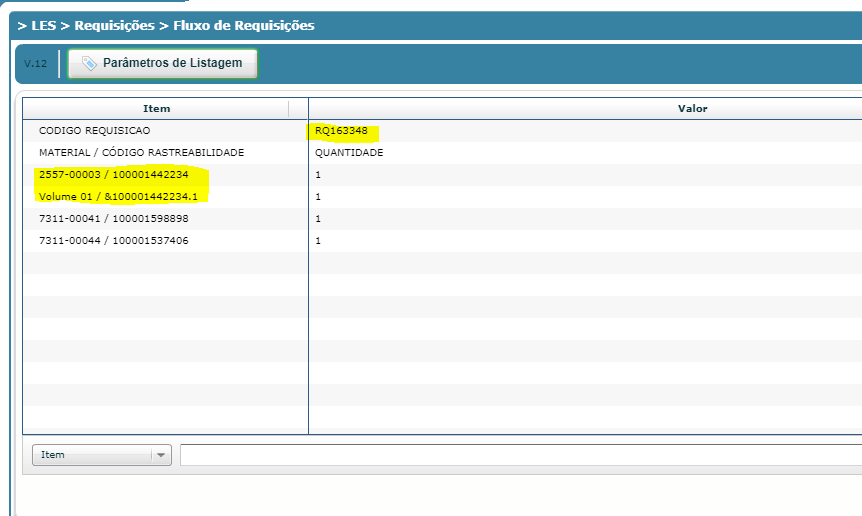 > LES > Requisições > Fluxo de Requisições
V.12 Parâmetros de Listagem
Item Valor
CODIGO REQUISICAO RQ163348
MATERIAL / CÓDIGO RASTREABILIDADE QUANTIDADE
2557-00003 / 100001442234 1
Volume 01 / &100001442234.1 1
7311-00041 / 100001598898 1
7311-00044 / 100001537406 1
Item